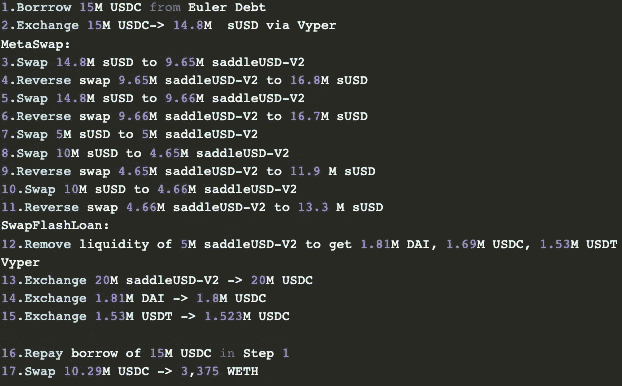 1.Borrrow 15M USDC from Euler Debt
2.Exchange 15M USDC-> 14.8M sUSD via Vyper
MetaSwap:
3.Swap 14.8M sUSD to 9.65M saddleUSD-V2
4.Reverse swap 9.65M saddleUSD-V2 to 16.8M sUSD
5.Swap 14.8M sUSD to 9.66M saddleUSD-V2
6.Reverse swap 9.66M saddleUSD-V2 to 16.7M sUSD
7.Swap 5M sUSD to 5M saddleUSD-V2
8.Swap 10M sUSD to 4.65M saddleUSD-V2
9.Reverse swap 4.65M saddleUSD-V2 to 11.9 M sUSD
10.Swap 10M sUSD to 4.66M saddleUSD-V2
11.Reverse swap 4.66M saddleUSD-V2 to 13.3 M sUSD
SwapFlashLoan:
12.Remove liquidity of 5M saddleUSD-V2 to get 1.81M DAI, 1.69M USDC, 1.53M USDT
Vyper
13.Exchange 20M saddleUSD-V2 -> 20M USDC
14.Exchange 1.81M DAI -> 1.8M USDC
15.Exchange 1.53M USDT -> 1.523M USDC
16.Repay borrow of 15M USDC in Step 1
17.Swap 10.29M USDC -> 3,375 WETH